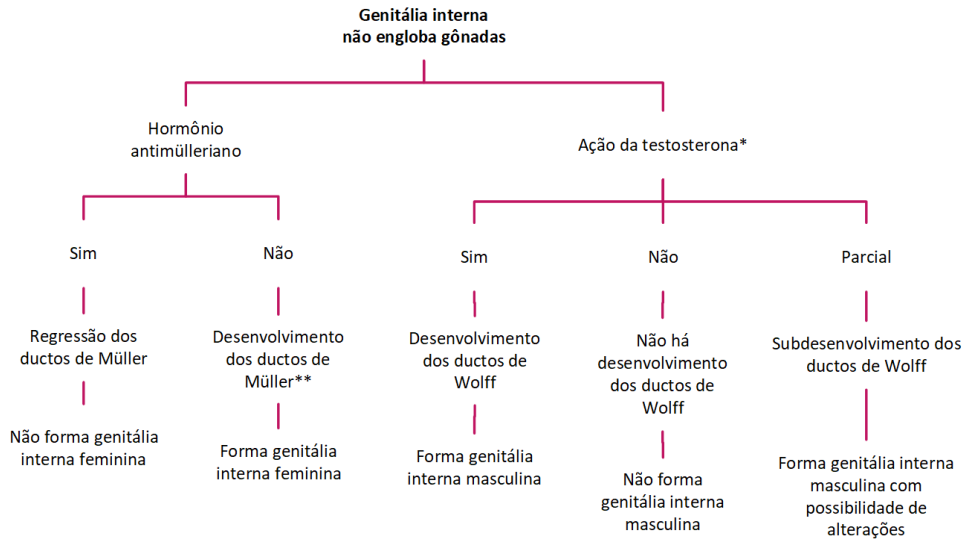 Genitália interna
não engloba gônadas
Hormônio
antimülleriano
Ação da testosterona*
Sim
Não
Sim
Não
Parcial
Regressão dos
ductos de Müller
Desenvolvimento
dos ductos de
Müller**
Desenvolvimento
dos ductos de
Wolff
Não há
desenvolvimento
dos ductos de
Wolff
Subdesenvolvimento dos
ductos de Wolff
Não forma genitália
interna feminina
Forma genitália
interna feminina
Forma genitália
interna masculina
Não forma
genitália interna
masculina
Forma genitália interna
masculina com
possibilidade de
alterações